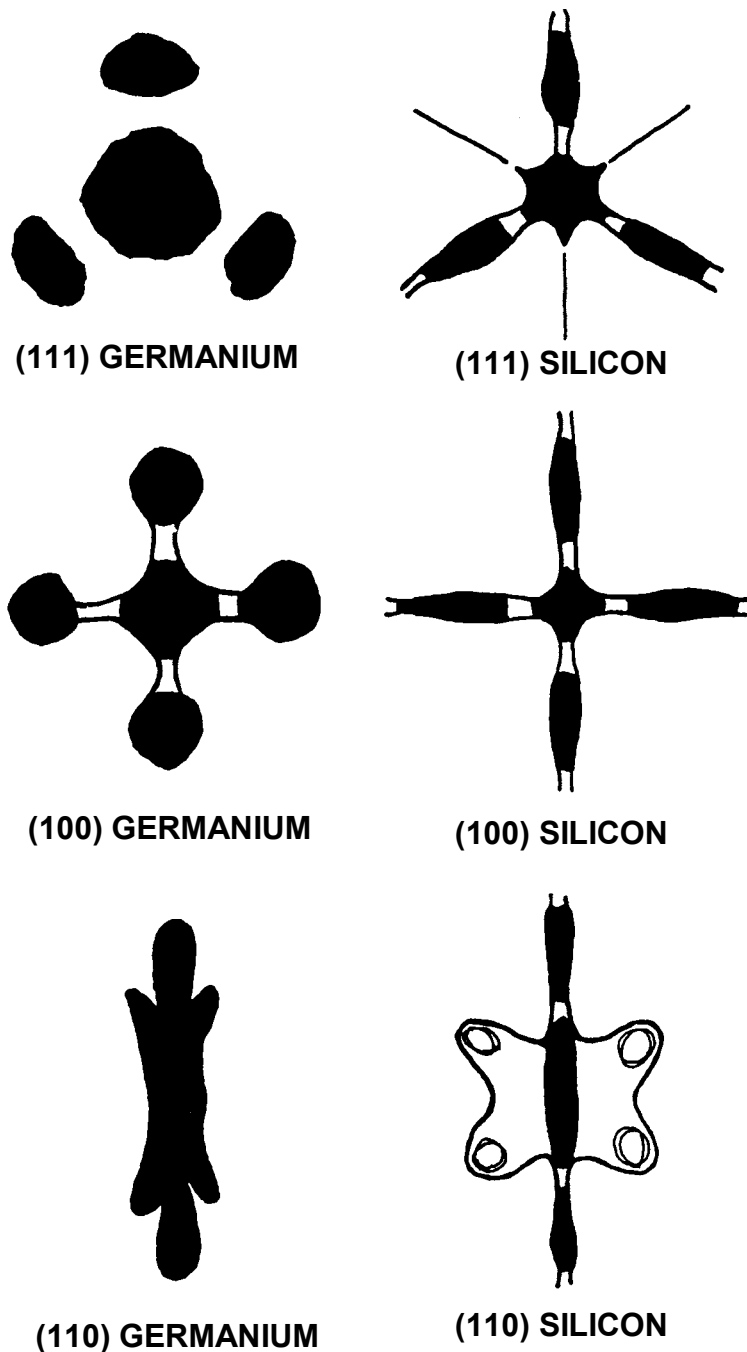 (111) GERMANIUM
(111) SILICON
(100) GERMANIUM
(100) SILICON
(110) GERMANIUM
(110) SILICON